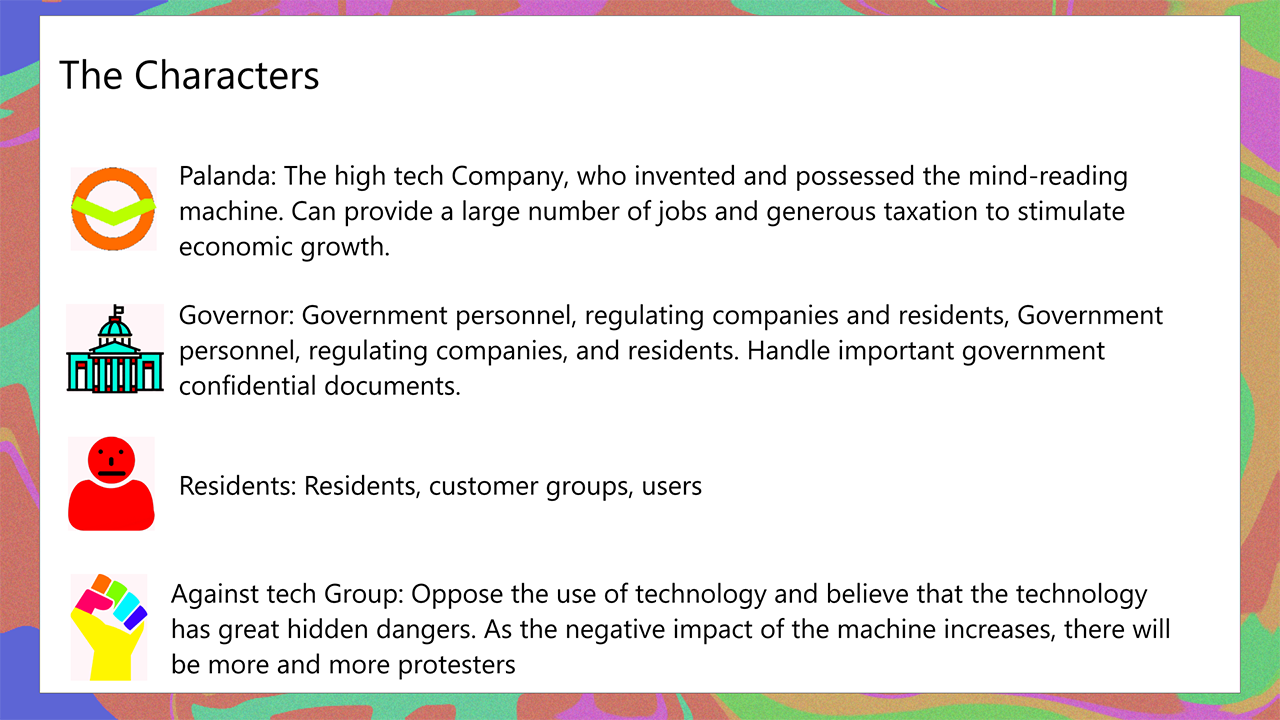 The Characters
Palanda: The high tech Company, who invented and possessed the mind-reading
machine. Can provide a large number of jobs and generous taxation to stimulate
economic growth.
Governor: Government personnel, regulating companies and residents, Government
personnel, regulating companies, and residents. Handle important government
confidential documents.
Residents: Residents, customer groups, users
Against tech Group: Oppose the use of technology and believe that the technology
has great hidden dangers. As the negative impact of the machine increases, there will
be more and more protesters